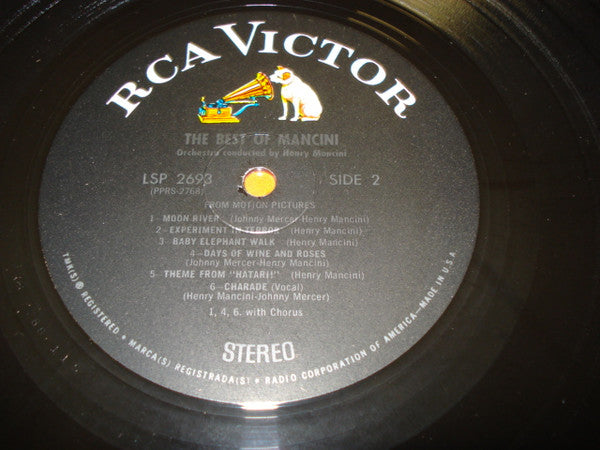 RCA VICTOR
THE BEST OF MANCINI
Orchestra conducted by Henry Mancini
LSP 2693 SIDE 2
(PPRS-2768)
FROM MOTION PICTURES
1-MOON RIVER (Johnny Mercer-Henry Mancini)
2-EXPERIMENT IN TERROR (Henry Mancini)
3-BABY ELEPHANT WALK (Henry Mancini)
4-DAYS OF WINE AND ROSES
(Johnny Mercer-Henry Mancini)
5 THEME FROM "HATARI!" (Henry Mancini)
6-CHARADE (Vocal)
(Henry Mancini-Johnny Mercer)
1, 4, 6. with Chorus
STEREO
TMK(S) ® REGISTERED • MARCA(S) REGISTRADA(S) • RADIO CORPORATION OF AMERICA-MADE IN U.S.A.